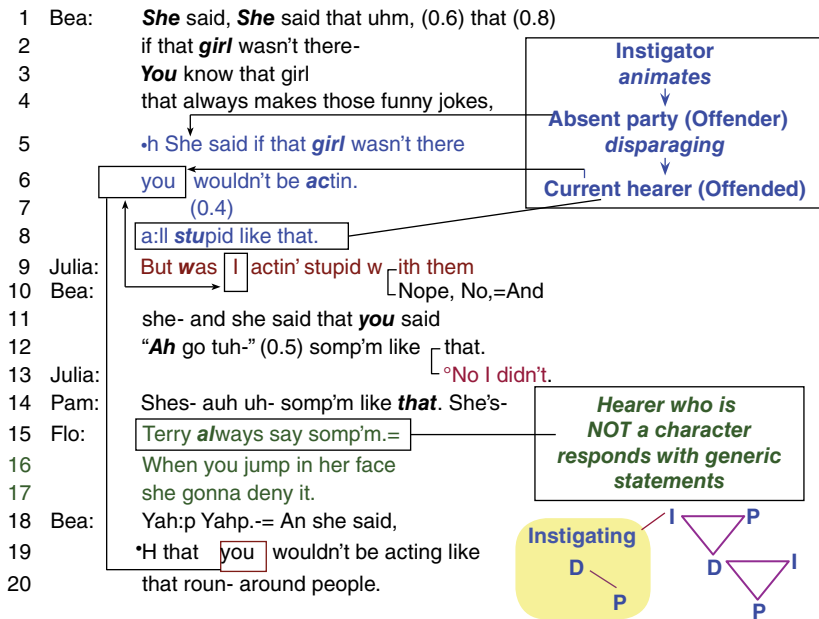 1 Bea: She said, She said that uhm, (0.6) that (0.8)
2 if that girl wasn't there-
3 You know that girl
4 that always makes those funny jokes,
5 •h She said if that girl wasn't there
6 you wouldn't be actin.
7 (0.4)
8 a:ll stupid like that.
9 Julia: But was I actin' stupid w ith them
10 Bea: Nope, No,=And
11 she- and she said that you said
12 “Ah go tuh-” (0.5) somp'm like that.
13 Julia: °No I didn't.
14 Pam: Shes- auh uh- somp'm like that. She's-
15 Flo: Terry always say somp'm.=
16 When you jump in her face
17 she gonna deny it.
18 Bea: Yah:p Yahp.-= An she said,
19 •H that you wouldn't be acting like
20 that roun- around people.
Instigator
animates
Absent party (Offender)
disparaging
Current hearer (Offended)
Hearer who is
NOT a character
responds with generic
statements
Instigating
D
P
I P
D I
P